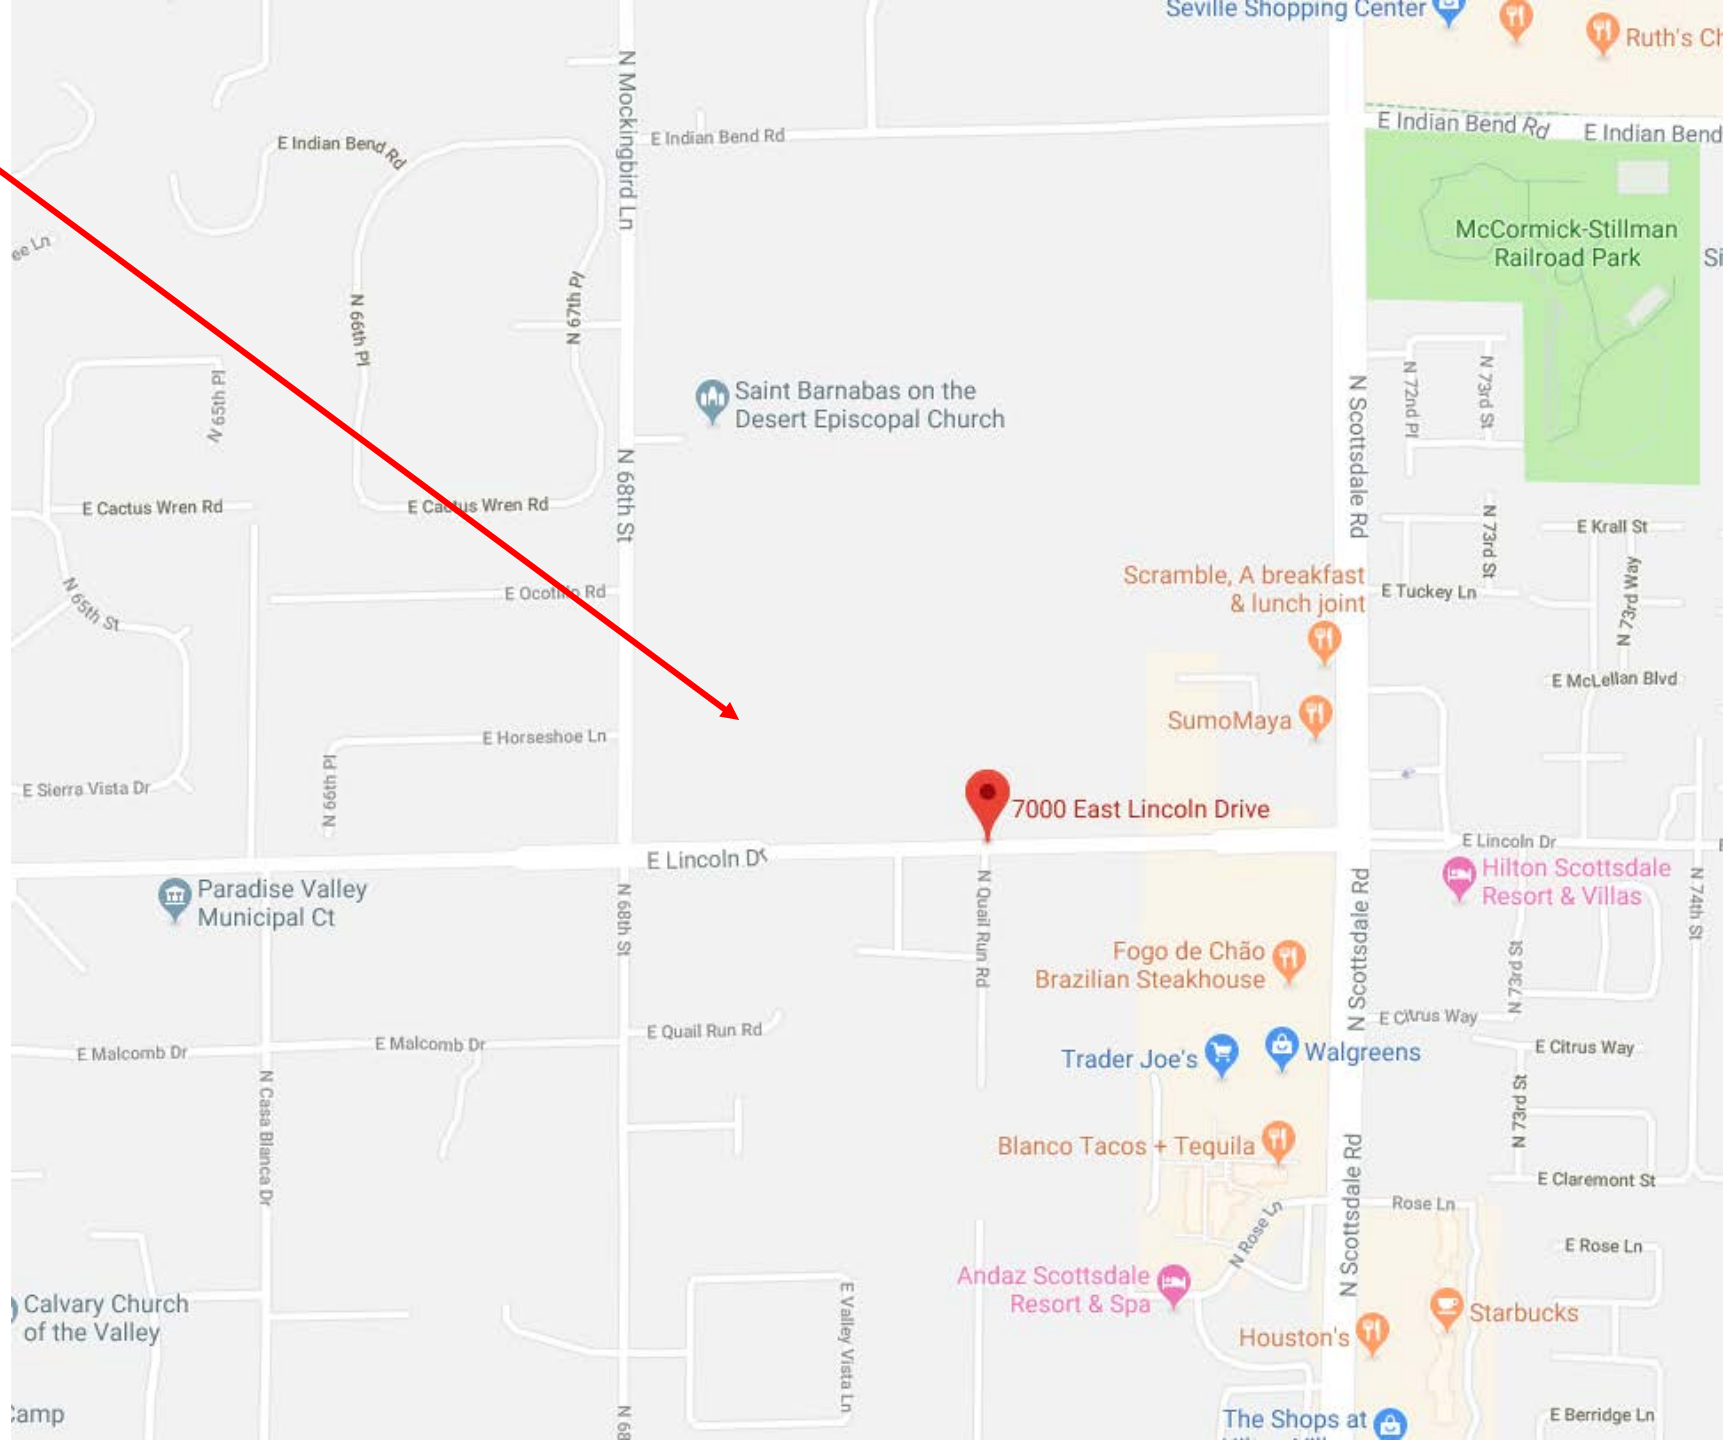 Seville Shopping Center
Ruth's Ch
N Mockingbird Ln
E Indian Bend Rd
E Indian Bend Rd
E Indian Bend Rd
E Indian Bend
McCormick-Stillman
Railroad Park
Si
ee Ln
N 66th Pl
N 67th Pl
N 65th Pl
Saint Barnabas on the
Desert Episcopal Church
N Scottsdale Rd
N 72nd Pl
N 73rd St
E Cactus Wren Rd
E Cactus Wren Rd
N 68th St
N 73rd St
E Krall St
N 73rd Way
Scramble, A breakfast
& lunch joint
E Tuckey Ln
E Ocotillo Rd
N 65th St
E McLellan Blvd
SumoMaya
E Horseshoe Ln
N 66th Pl
E Sierra Vista Dr
7000 East Lincoln Drive
E Lincoln Dr
E Lincoln Dr
Paradise Valley
Municipal Ct
N 68th St
N Quail Run Rd
N Scottsdale Rd
Hilton Scottsdale
Resort & Villas
N 74th St
N 73rd St
Fogo de Chão
Brazilian Steakhouse
E Citrus Way
E Citrus Way
E Quail Run Rd
E Malcomb Dr
E Malcomb Dr
Trader Joe's
Walgreens
N Casa Blanca Dr
N 73rd St
Blanco Tacos + Tequila
N Scottsdale Rd
E Claremont St
Rose Ln
N Rose Ln
E Rose Ln
Andaz Scottsdale
Resort & Spa
E Valley Vista Ln
Calvary Church
of the Valley
Starbucks
Houston's
amp
N 68
The Shops at
E Berridge Ln